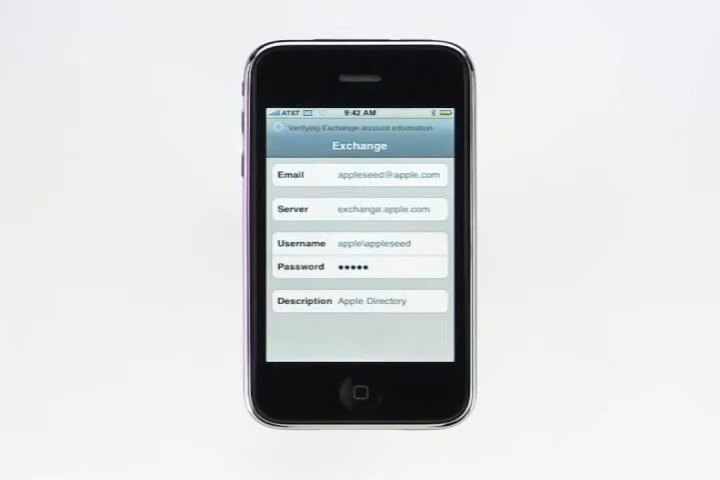 AT&T 9:42 AM
Verifying Exchange account information
Exchange
Email appleseed@apple.com
Server exchange.apple.com
Username apple\appleseed
Password •••••
Description Apple Directory